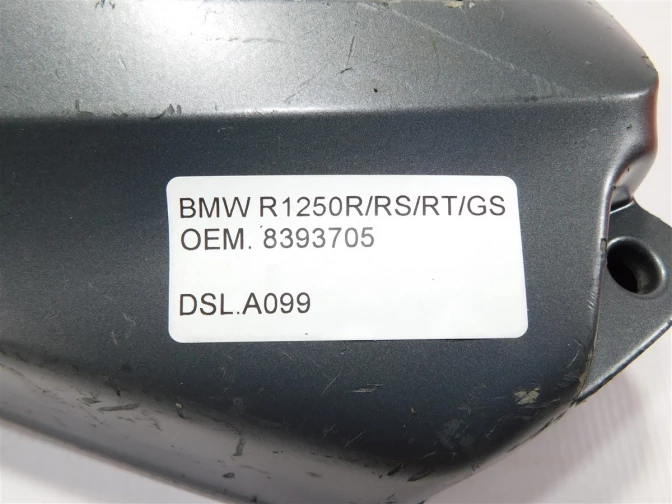 BMW R1250R/RS/RT/GS
OEM. 8393705
DSL.A099